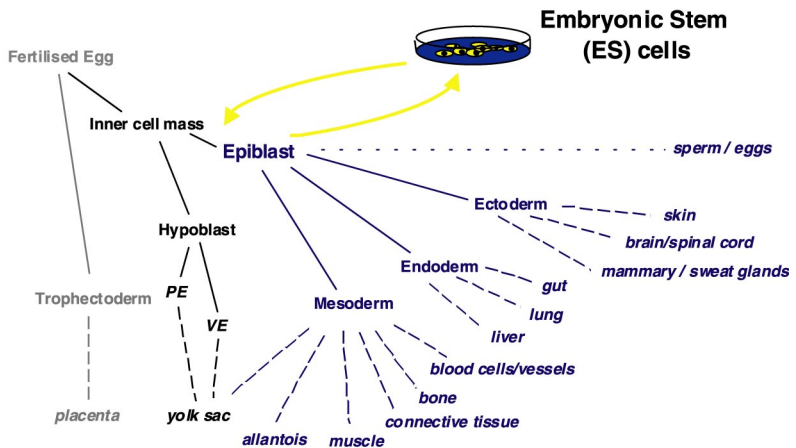 Embryonic Stem
(ES) cells
Fertilised Egg
Inner cell mass
Epiblast
sperm / eggs
Ectoderm
skin
brain/spinal cord
mammary / sweat glands
Hypoblast
Endoderm
gut
lung
liver
Trophectoderm
PE
VE
Mesoderm
blood cells/vessels
bone
connective tissue
muscle
allantois
yolk sac
placenta